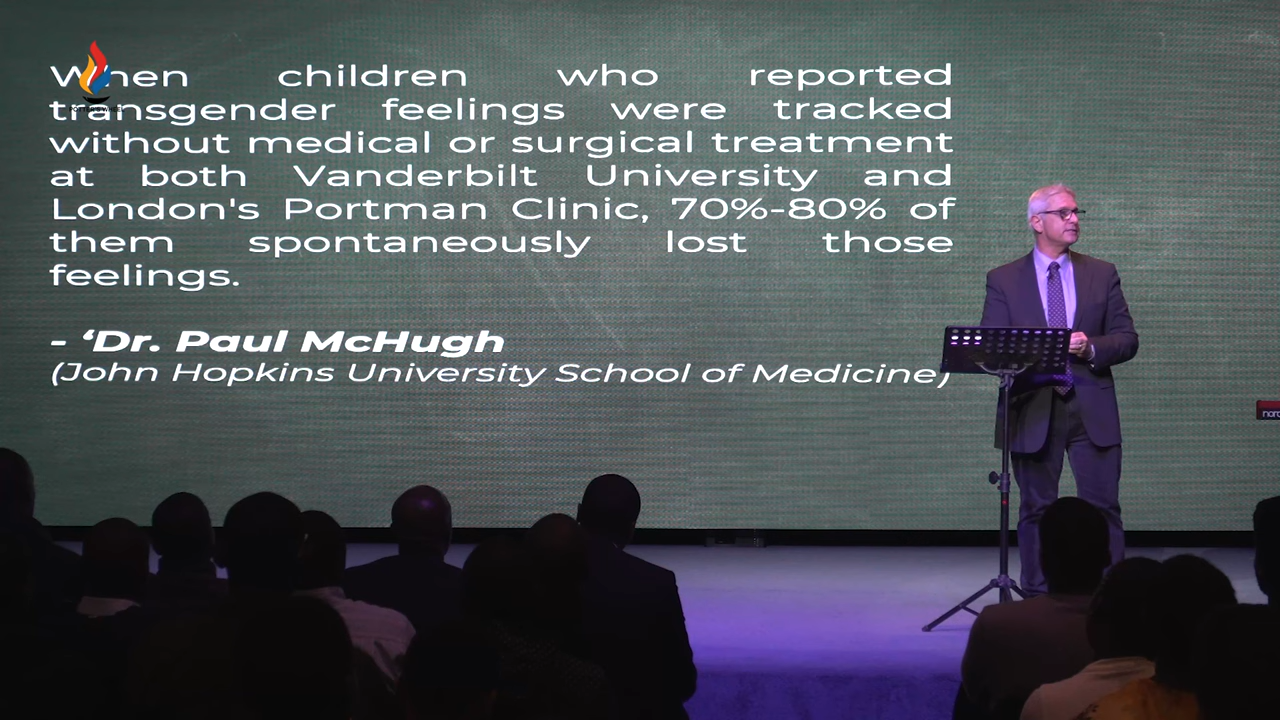 When children who reported
transgender feelings were tracked
without medical or surgical treatment
at both Vanderbilt University and
London's Portman Clinic, 70%-80% of
them spontaneously lost those
feelings.
- ‘Dr. Paul McHugh
(John Hopkins University School of Medicine)